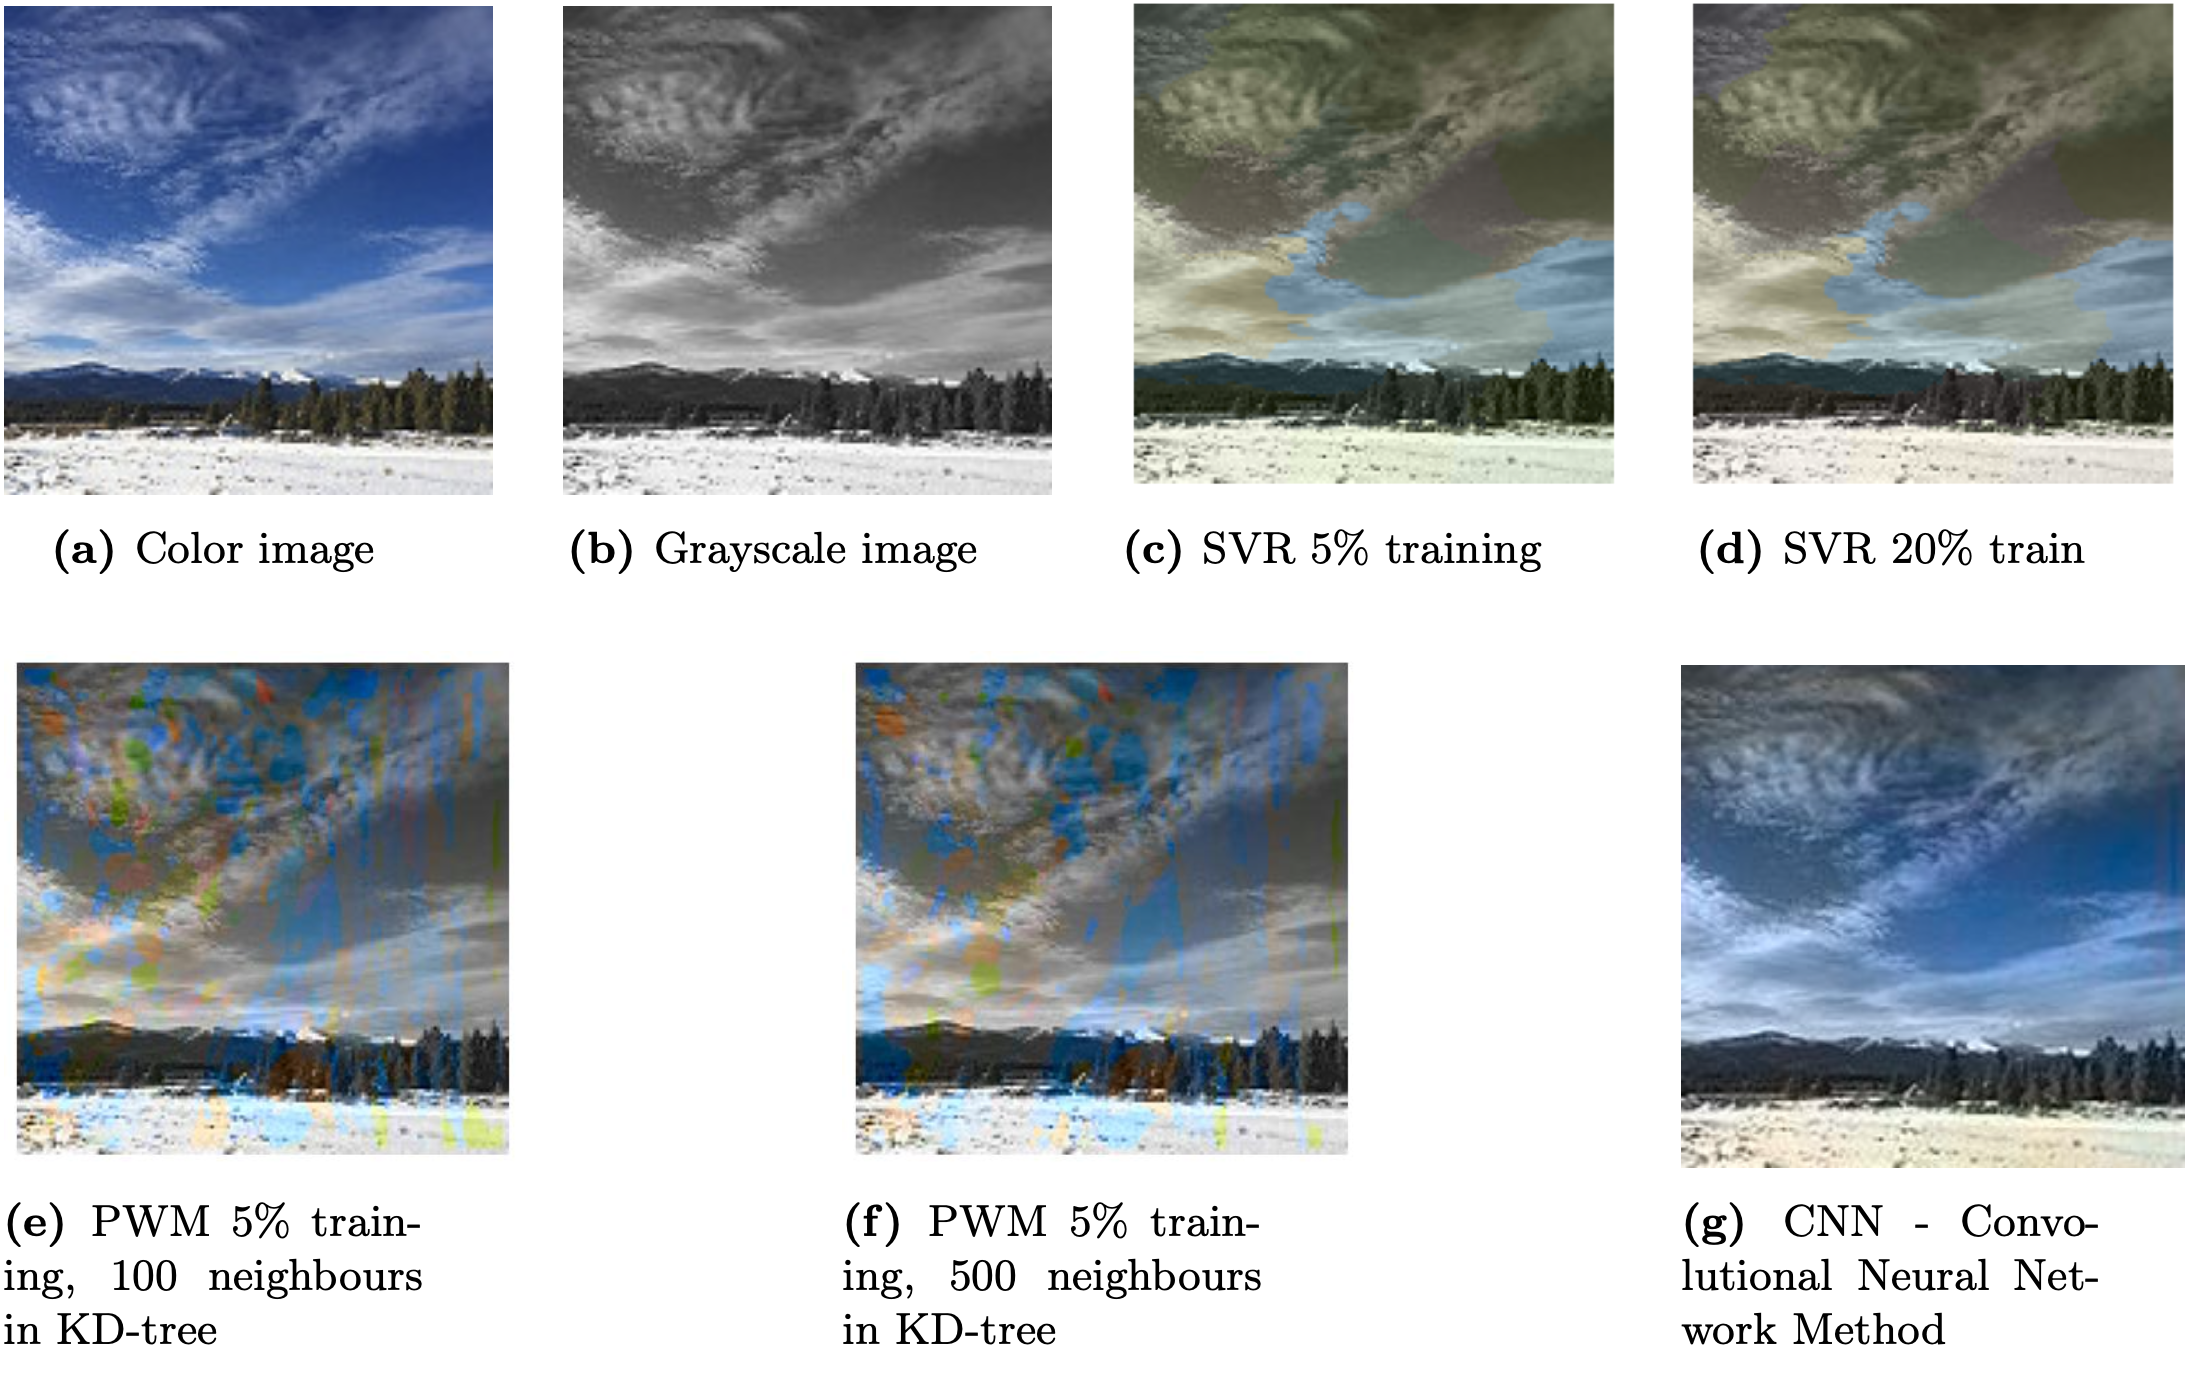 (a) Color image
(b) Grayscale image
(c) SVR 5% training
(d) SVR 20% train
(e) PWM 5% train-
ing, 100 neighbours
in KD-tree
(f) PWM 5% train-
ing, 500 neighbours
in KD-tree
(g) CNN - Convo-
lutional Neural Net-
work Method